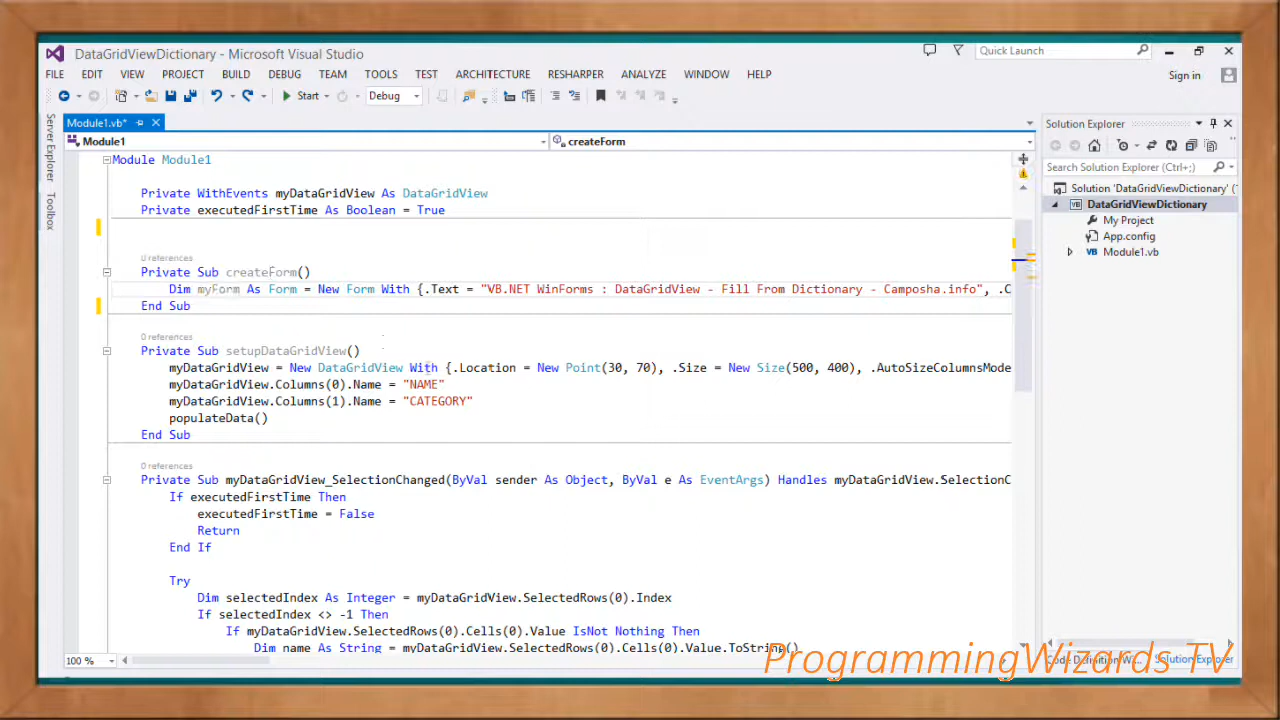 DataGridViewDictionary - Microsoft Visual Studio
Quick Launch
FILE EDIT VIEW PROJECT BUILD DEBUG TEAM TOOLS TEST ARCHITECTURE RESHARPER ANALYZE WINDOW HELP
Sign in
Start
Debug
Server Explorer
Toolbox
Module1.vb*
Module1
createForm
Module Module1
Private WithEvents myDataGridView As DataGridView
Private executedFirstTime As Boolean = True
0 references
Private Sub createForm()
Dim myForm As Form = New Form With {.Text = "VB.NET WinForms : DataGridView - Fill From Dictionary - Camposha.info", .C
End Sub
0 references
Private Sub setupDataGridView()
myDataGridView = New DataGridView With {.Location = New Point(30, 70), .Size = New Size(500, 400), .AutoSizeColumnsMode
myDataGridView.Columns(0).Name = "NAME"
myDataGridView.Columns(1).Name = "CATEGORY"
populateData()
End Sub
0 references
Private Sub myDataGridView_SelectionChanged(ByVal sender As Object, ByVal e As EventArgs) Handles myDataGridView.SelectionC
If executedFirstTime Then
executedFirstTime = False
Return
End If
Try
Dim selectedIndex As Integer = myDataGridView.SelectedRows(0).Index
If selectedIndex <> -1 Then
If myDataGridView.SelectedRows(0).Cells(0).Value IsNot Nothing Then
Dim name As String = myDataGridView.SelectedRows(0).Cells(0).Value.ToString()
100 %
Solution Explorer
Search Solution Explorer (Ctrl+;)
Solution 'DataGridViewDictionary' (
DataGridViewDictionary
My Project
App.config
Module1.vb
Code Definition W...
Solution Explorer
ProgrammingWizards TV